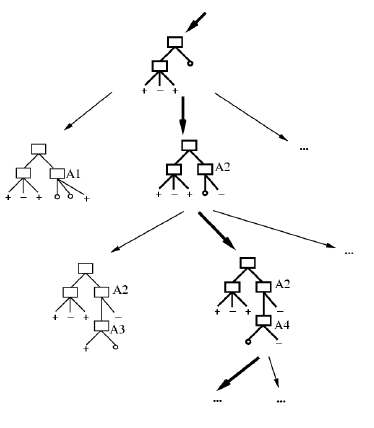 + − +
...
A1
A2
+ − +
+
+ − +
−
...
A2
A2
+ − +
−
+ − +
−
A3
A4
+
−
...
...